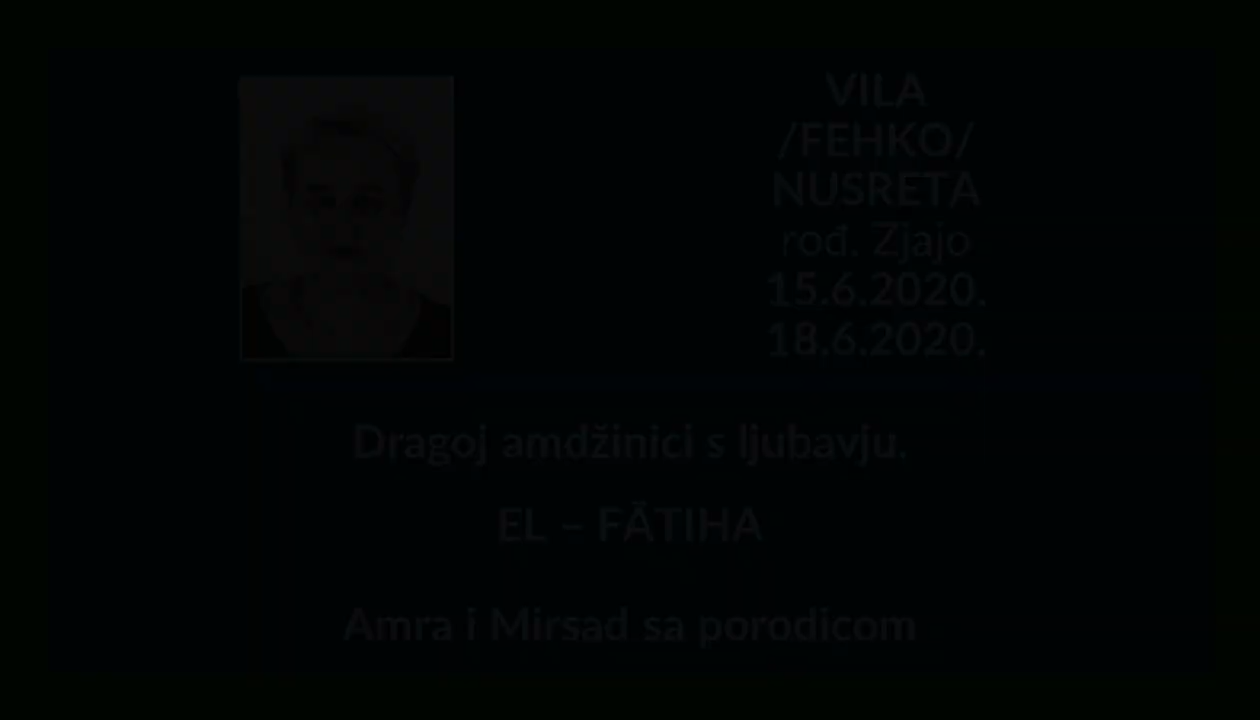 VILA
/FEHKO/
NUSRETA
rođ. Zjajo
15.6.2020.
18.6.2020.
Dragoj amdžinici s ljubavju.
EL – FĀTIHA
Amra i Mirsad sa porodicom